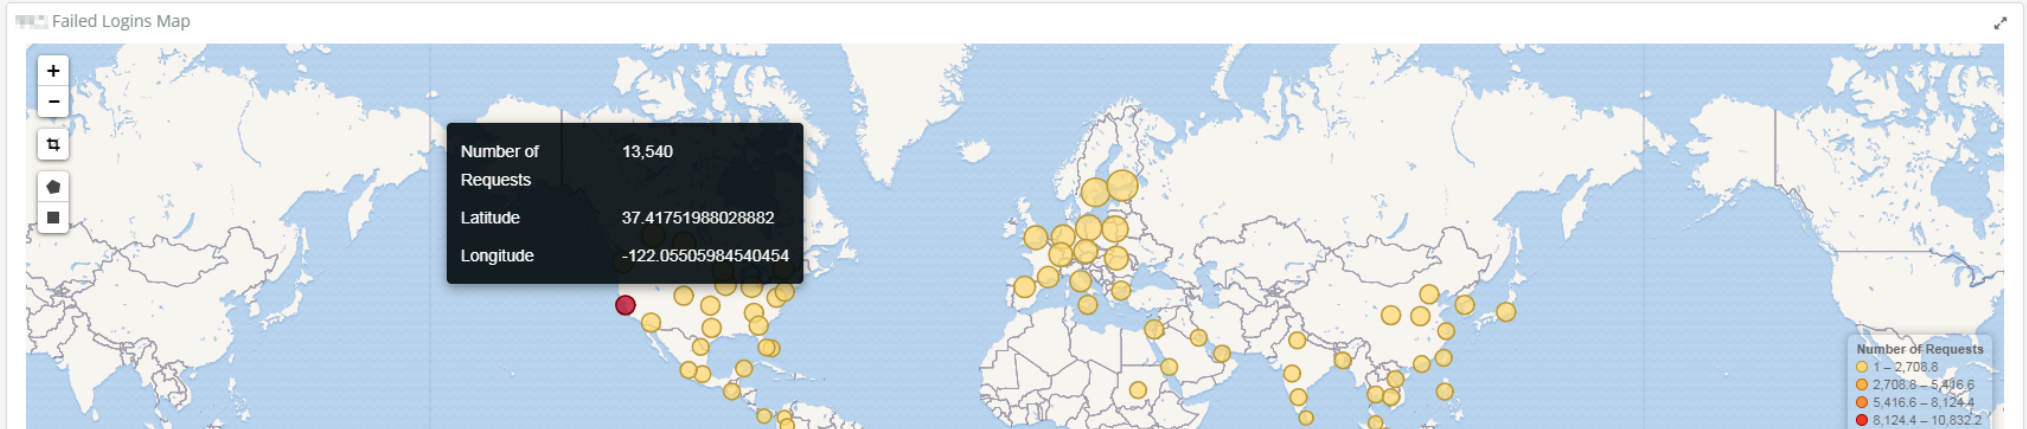 Failed Logins Map
+
−
Number of Requests 13,540
Latitude 37.41751988028882
Longitude -122.05505984540454
Number of Requests
1 – 2,708.8
2,708.8 – 5,416.6
5,416.6 – 8,124.4
8,124.4 – 10,832.2